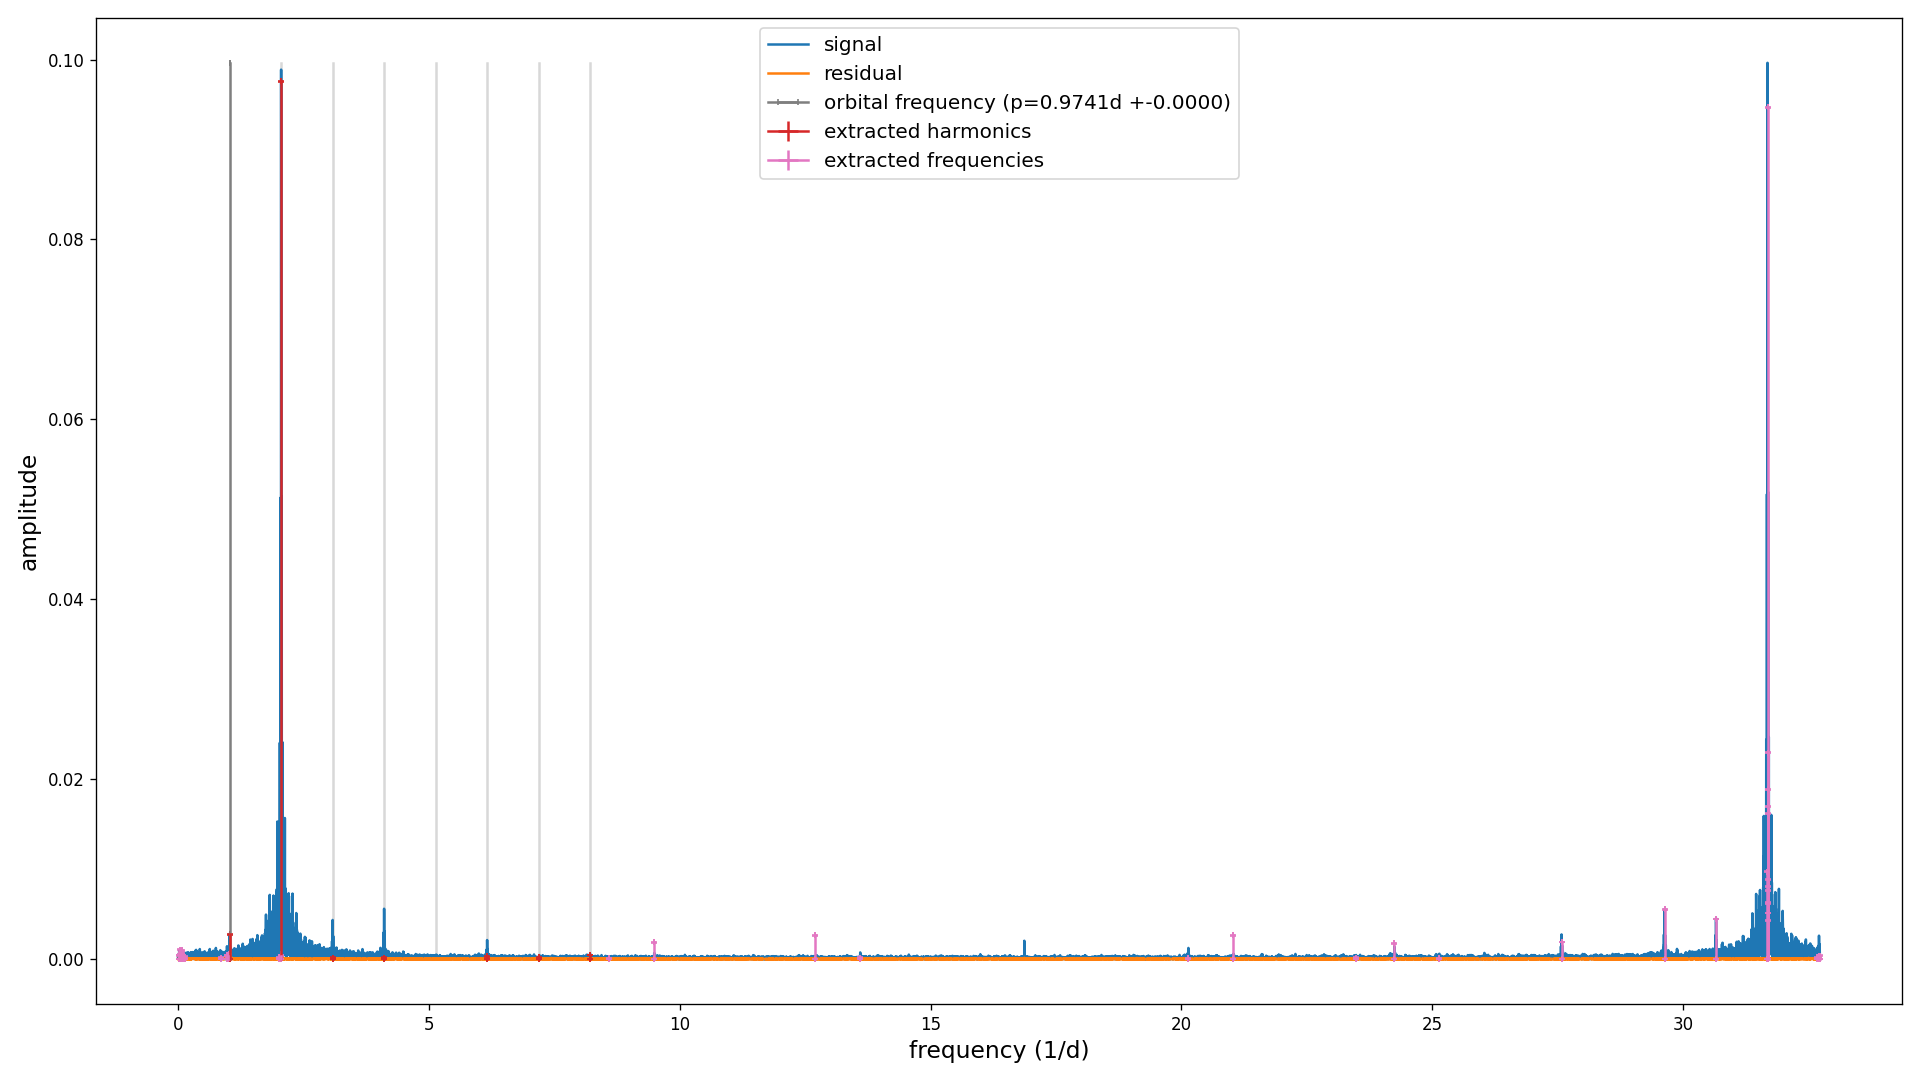 signal
residual
orbital frequency (p=0.9741d +-0.0000)
extracted harmonics
extracted frequencies
0.10
0.08
0.06
0.04
0.02
0.00
amplitude
0 5 10 15 20 25 30
frequency (1/d)